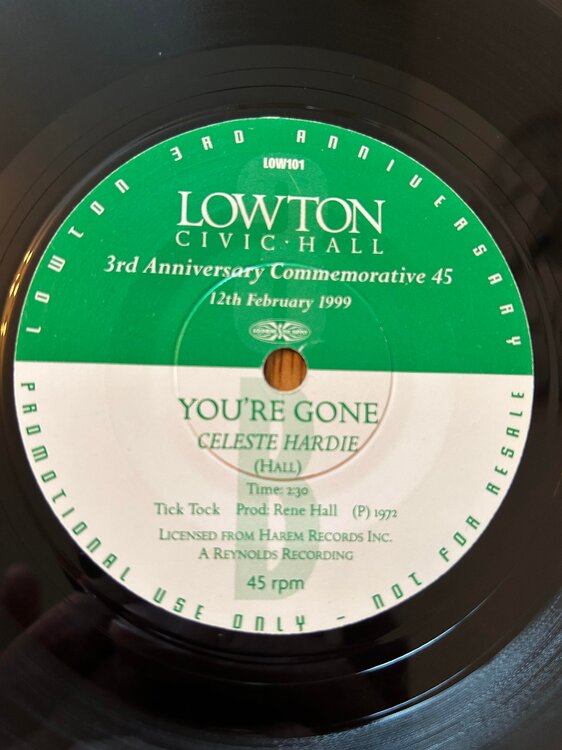 LOWTON 3RD ANNIVERSARY
LOW101
LOWTON
CIVIC·HALL
3rd Anniversary Commemorative 45
12th February 1999
YOU'RE GONE
CELESTE HARDIE
(HALL)
Time: 2:30
Tick Tock Prod: Rene Hall (P) 1972
LICENSED FROM HAREM RECORDS INC.
A REYNOLDS RECORDING
45 rpm
B
PROMOTIONAL USE ONLY - NOT FOR RESALE